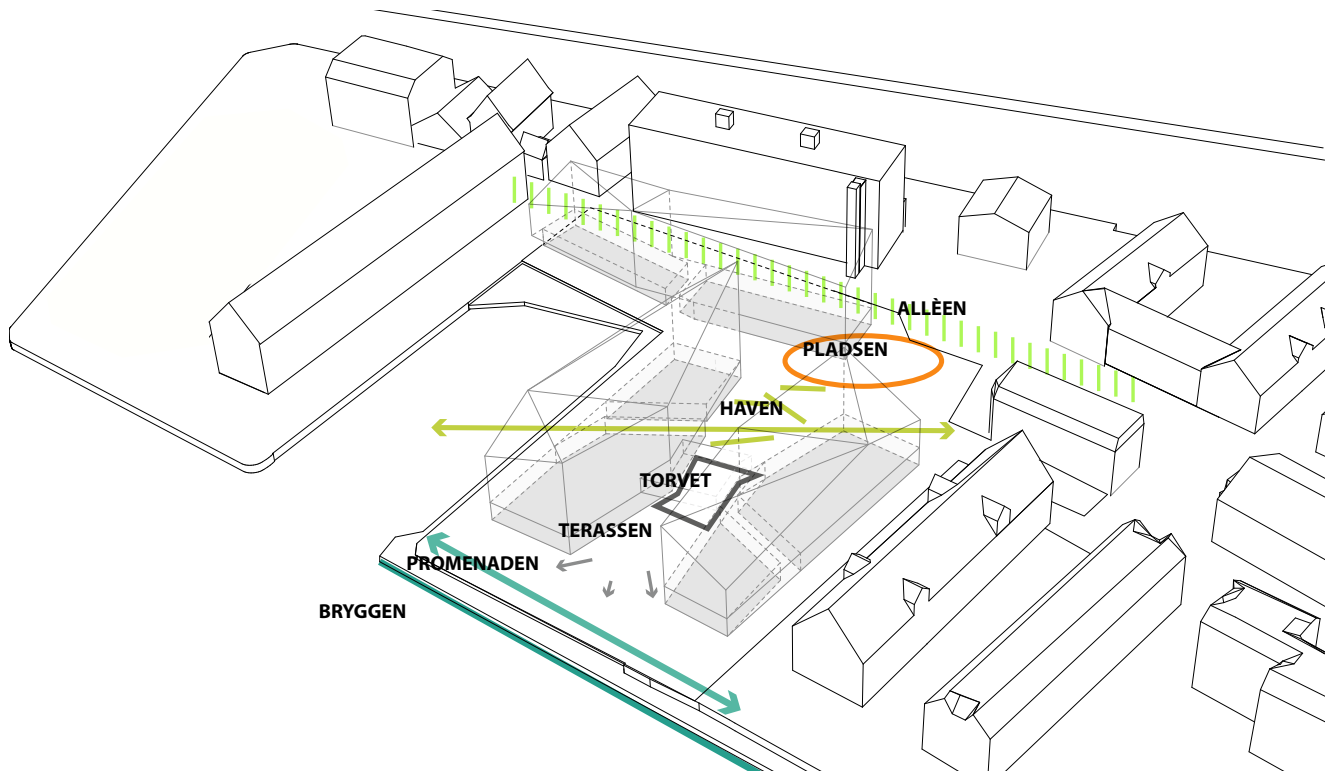 ALLÈEN
PLADSEN
HAVEN
TORVET
TERASSEN
PROMENADEN
BRYGGEN